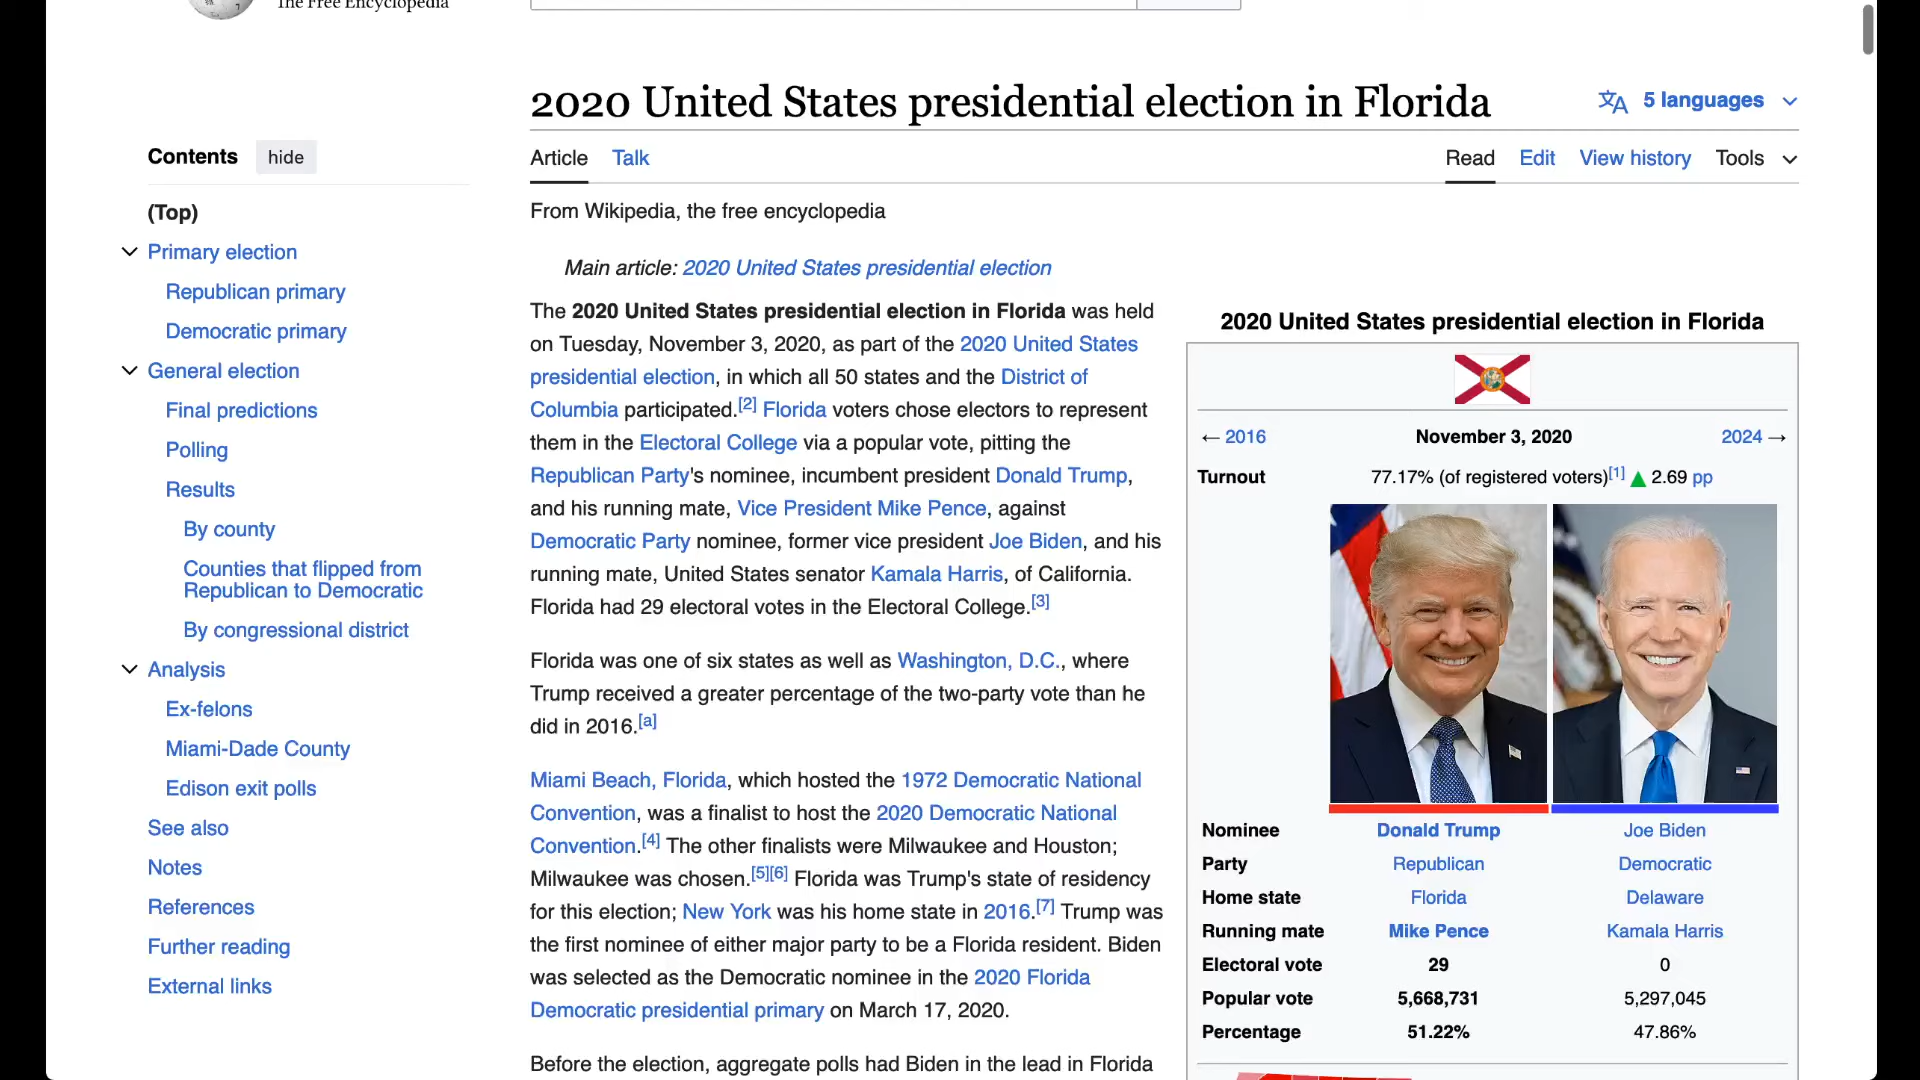 The Free Encyclopedia
2020 United States presidential election in Florida
5 languages
Contents hide
Article Talk
Read Edit View history Tools
(Top)
Primary election
Republican primary
Democratic primary
General election
Final predictions
Polling
Results
By county
Counties that flipped from
Republican to Democratic
By congressional district
Analysis
Ex-felons
Miami-Dade County
Edison exit polls
See also
Notes
References
Further reading
External links
From Wikipedia, the free encyclopedia
Main article: 2020 United States presidential election
The 2020 United States presidential election in Florida was held
on Tuesday, November 3, 2020, as part of the 2020 United States
presidential election, in which all 50 states and the District of
Columbia participated.[2] Florida voters chose electors to represent
them in the Electoral College via a popular vote, pitting the
Republican Party's nominee, incumbent president Donald Trump,
and his running mate, Vice President Mike Pence, against
Democratic Party nominee, former vice president Joe Biden, and his
running mate, United States senator Kamala Harris, of California.
Florida had 29 electoral votes in the Electoral College.[3]
Florida was one of six states as well as Washington, D.C., where
Trump received a greater percentage of the two-party vote than he
did in 2016.[a]
Miami Beach, Florida, which hosted the 1972 Democratic National
Convention, was a finalist to host the 2020 Democratic National
Convention.[4] The other finalists were Milwaukee and Houston;
Milwaukee was chosen.[5][6] Florida was Trump's state of residency
for this election; New York was his home state in 2016.[7] Trump was
the first nominee of either major party to be a Florida resident. Biden
was selected as the Democratic nominee in the 2020 Florida
Democratic presidential primary on March 17, 2020.
Before the election, aggregate polls had Biden in the lead in Florida
2020 United States presidential election in Florida
← 2016 November 3, 2020 2024 →
Turnout 77.17% (of registered voters)[1] ▲ 2.69 pp
Nominee Donald Trump Joe Biden
Party Republican Democratic
Home state Florida Delaware
Running mate Mike Pence Kamala Harris
Electoral vote 29 0
Popular vote 5,668,731 5,297,045
Percentage 51.22% 47.86%